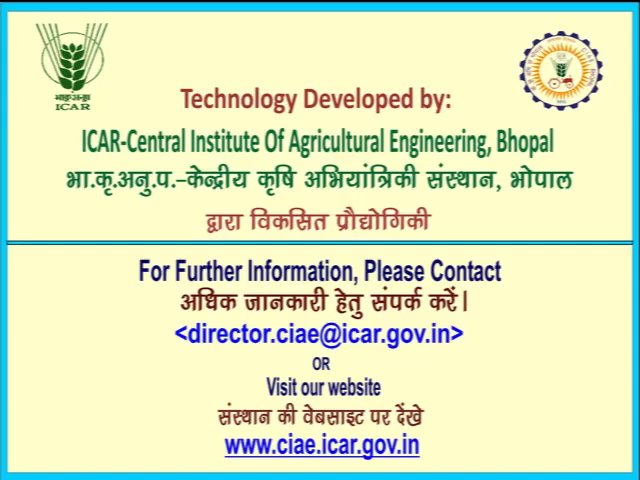 भाकृअनुप
ICAR
Technology Developed by:
ICAR-Central Institute Of Agricultural Engineering, Bhopal
भा.कृ.अनु.प.-केन्द्रीय कृषि अभियांत्रिकी संस्थान, भोपाल
द्वारा विकसित प्रौद्योगिकी
For Further Information, Please Contact
अधिक जानकारी हेतु संपर्क करें।
<director.ciae@icar.gov.in>
OR
Visit our website
संस्थान की वेबसाइट पर देंखे
www.ciae.icar.gov.in